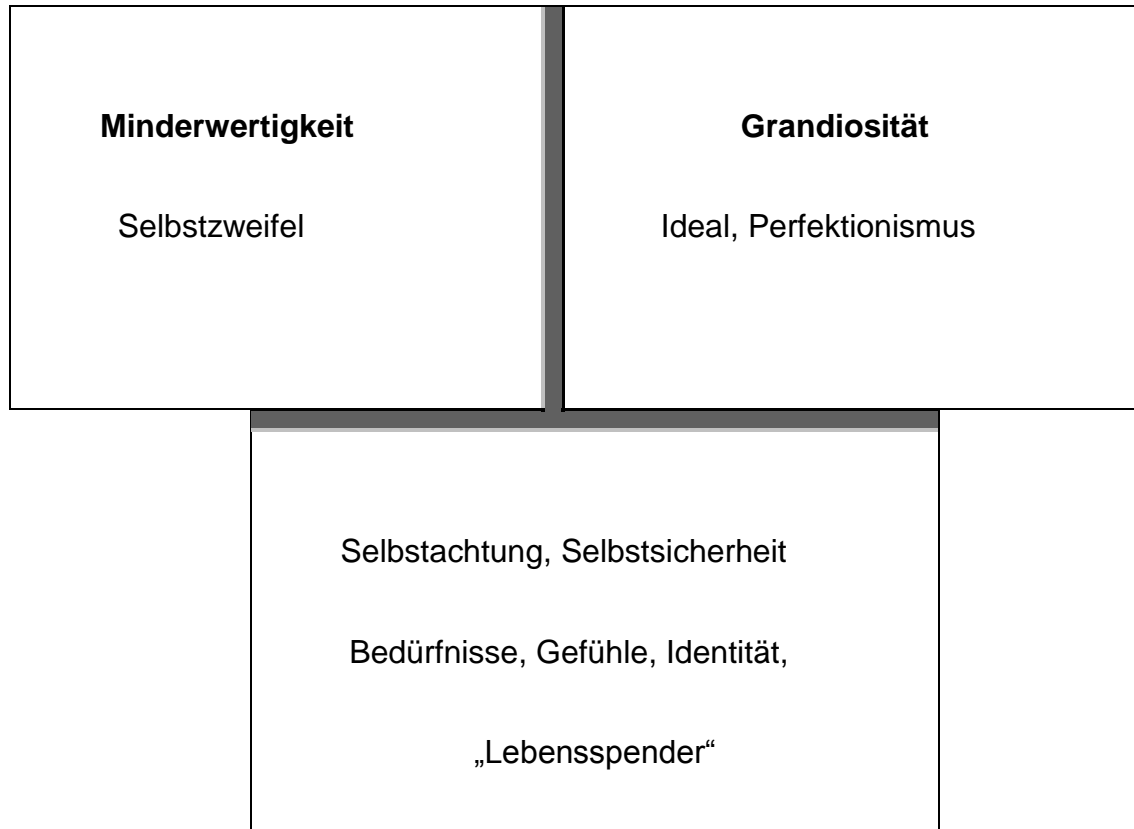 Minderwertigkeit
Selbstzweifel
Grandiosität
Ideal, Perfektionismus
Selbstachtung, Selbstsicherheit
Bedürfnisse, Gefühle, Identität,
„Lebensspender“